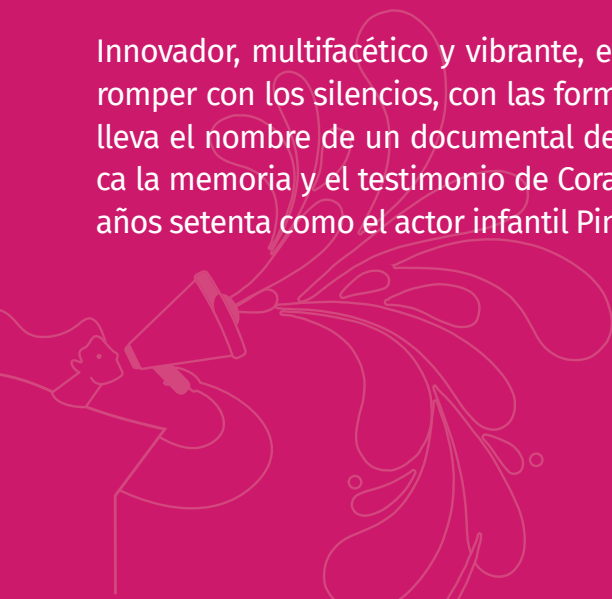 Innovador, multifacético y vibrante, e
romper con los silencios, con las form
lleva el nombre de un documental de
ca la memoria y el testimonio de Cora
años setenta como el actor infantil Pin